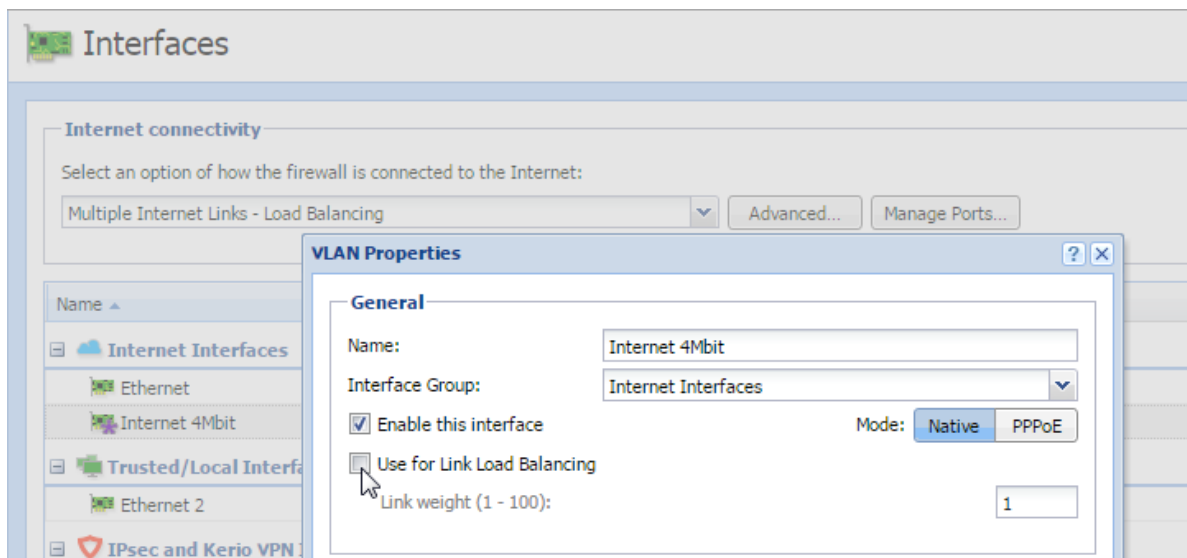 Interfaces
Internet connectivity
Select an option of how the firewall is connected to the Internet:
Multiple Internet Links - Load Balancing Advanced... Manage Ports...
VLAN Properties ?
Name
General
Name: Internet 4Mbit
Internet Interfaces
Interface Group: Internet Interfaces
Ethernet
Enable this interface Mode: Native PPPoE
Internet 4Mbit
Use for Link Load Balancing
Trusted/Local Interfa
Link weight (1 - 100): 1
Ethernet 2
IPsec and Kerio VPN I